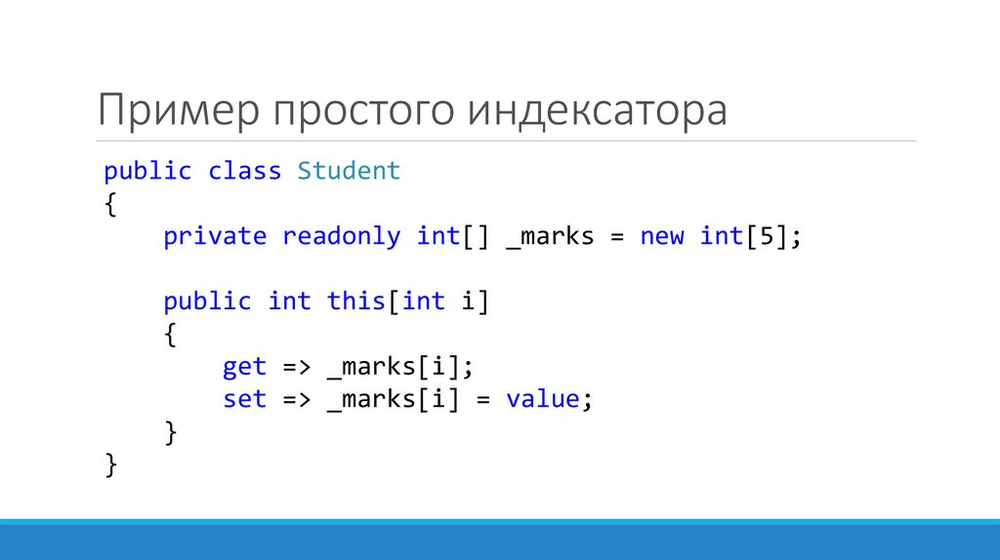 Пример простого индексатора
public class Student
{
    private readonly int[] _marks = new int[5];
    public int this[int i]
    {
        get => _marks[i];
        set => _marks[i] = value;
    }
}